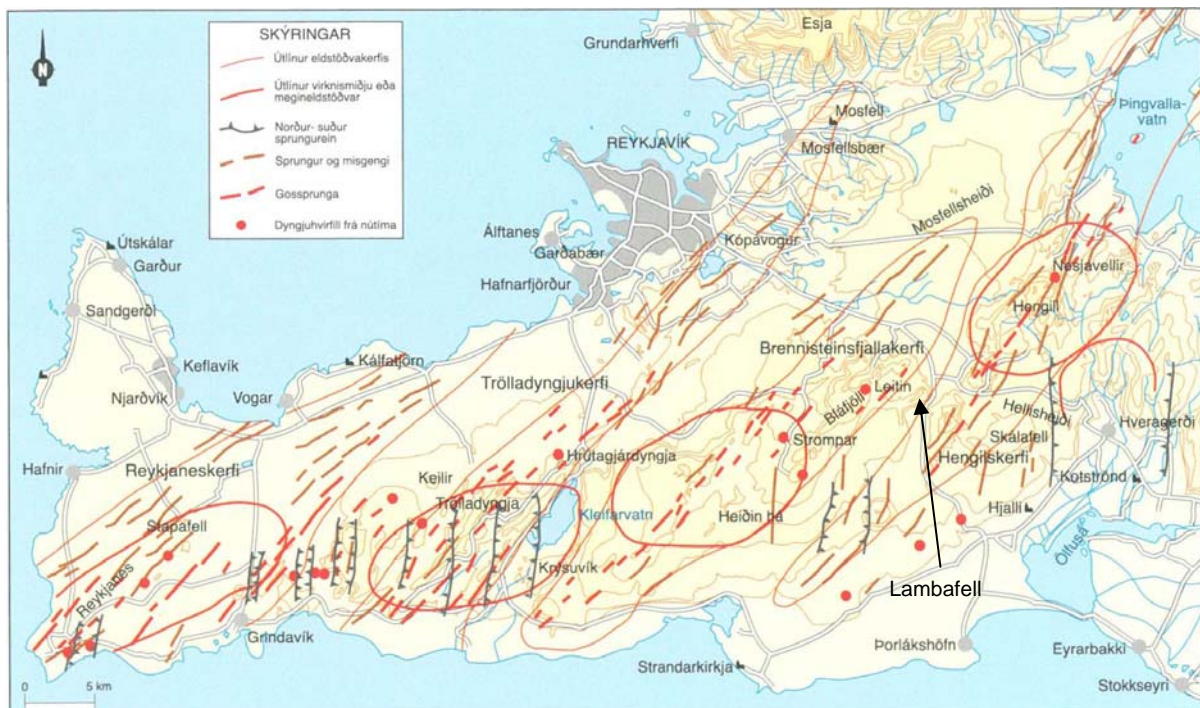 SKÝRINGAR
Útlínur eldstöðvakerfis
Útlínur virknismiðju eða
megineldstöðvar
Norður- suður
sprungurein
Sprungur og misgengi
Gossprunga
Dyngjuhvirfill frá nútíma
N
Esja
Grundarhverfi
Þingvalla-
vatn
Mosfell
Mosfellsbær
REYKJAVÍK
Mosfellsheiði
Útskálar
Garður
Álftanes
Garðabær
Kópavogur
Hafnarfjörður
Nesjavellir
Hengill
Sandgerði
Keflavík
Kálfatjörn
Brennisteinsfjallakerfi
Njarðvík
Vogar
Trölladyngjukerfi
Leitin
Bláfjöll
Hellisheiði
Hveragerði
Skálafell
Hengilskerfi
Strompar
Hafnir
Reykjaneskerfi
Hrútagjárdyngja
Keilir
Trölladyngja
Kotströnd
Kleifarvatn
Heiðin há
Hjalli
Ölfusá
Stapafell
Krýsuvík
Reykjanes
Lambafell
Grindavík
Þorlákshöfn
Eyrarbakki
Strandarkirkja
Stokkseyri
0 5 km